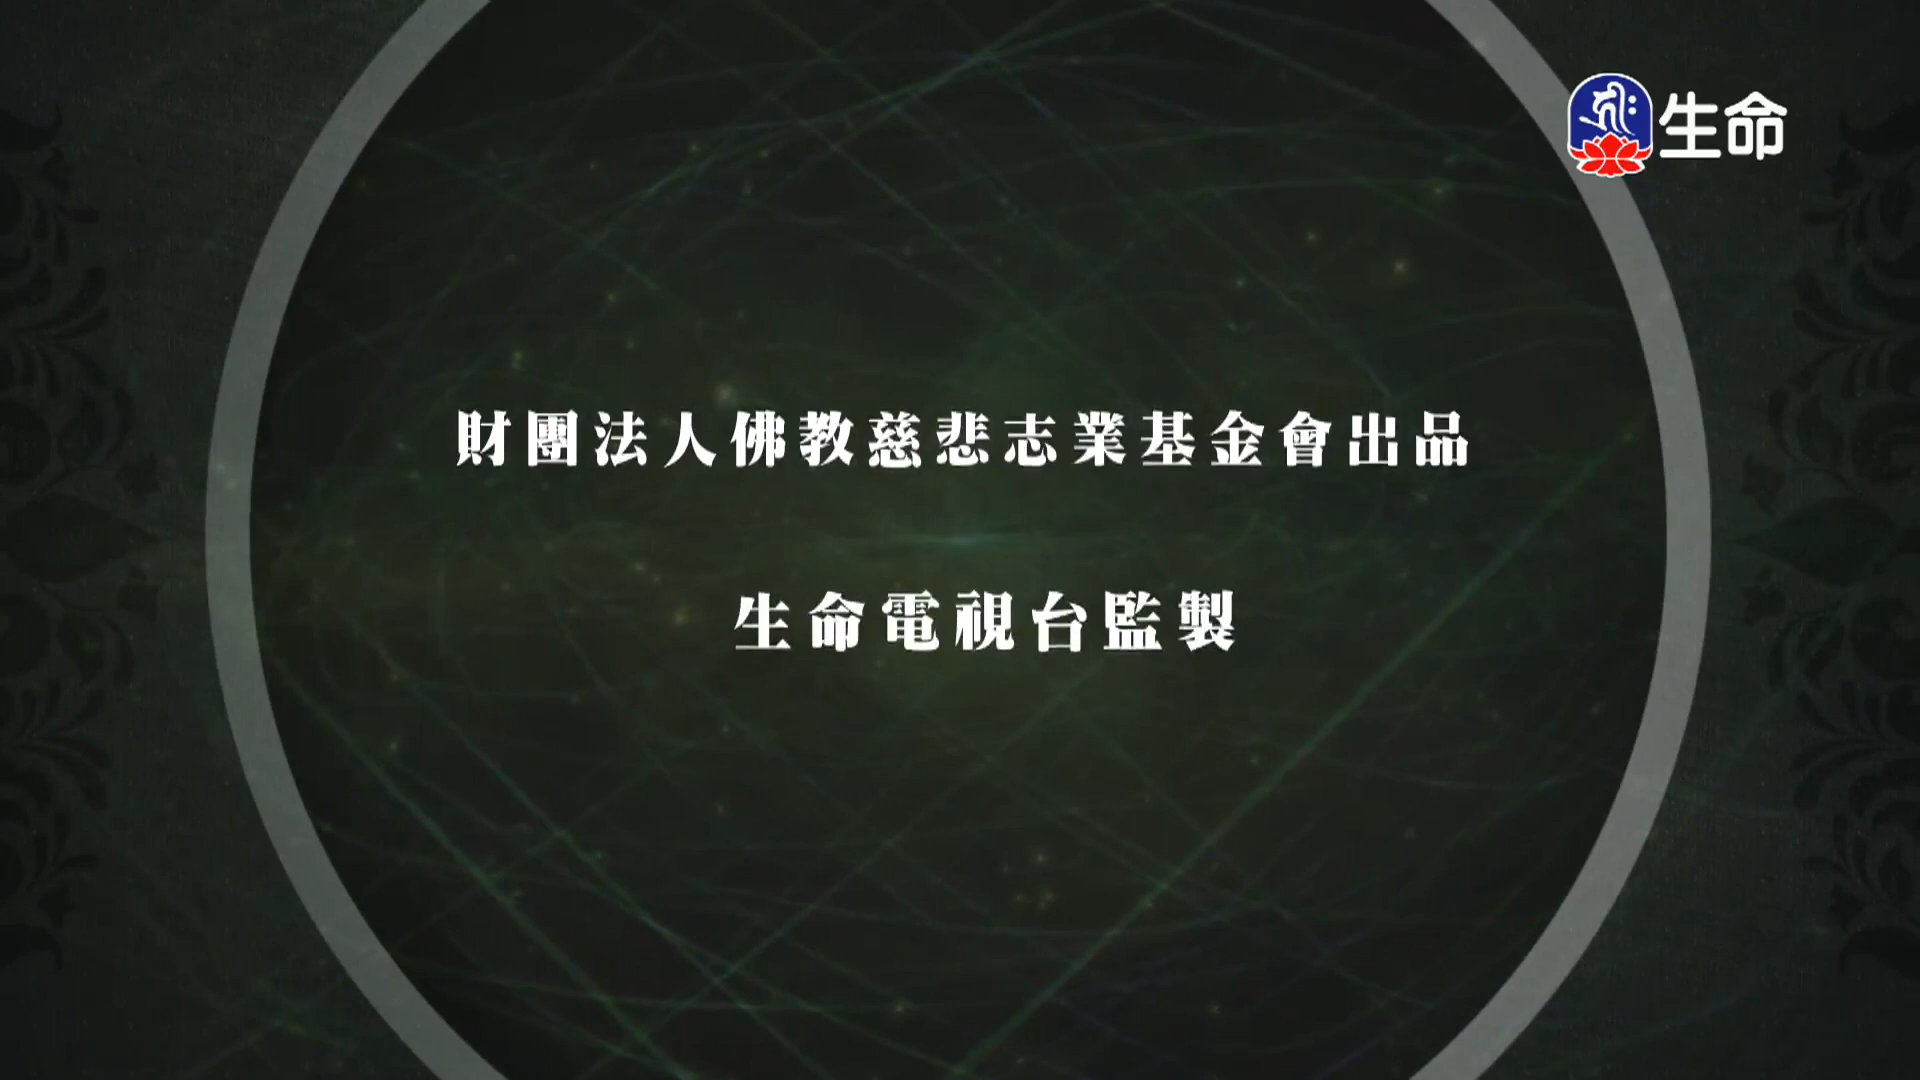 生命
財團法人佛教慈悲志業基金會出品
生命電視台監製